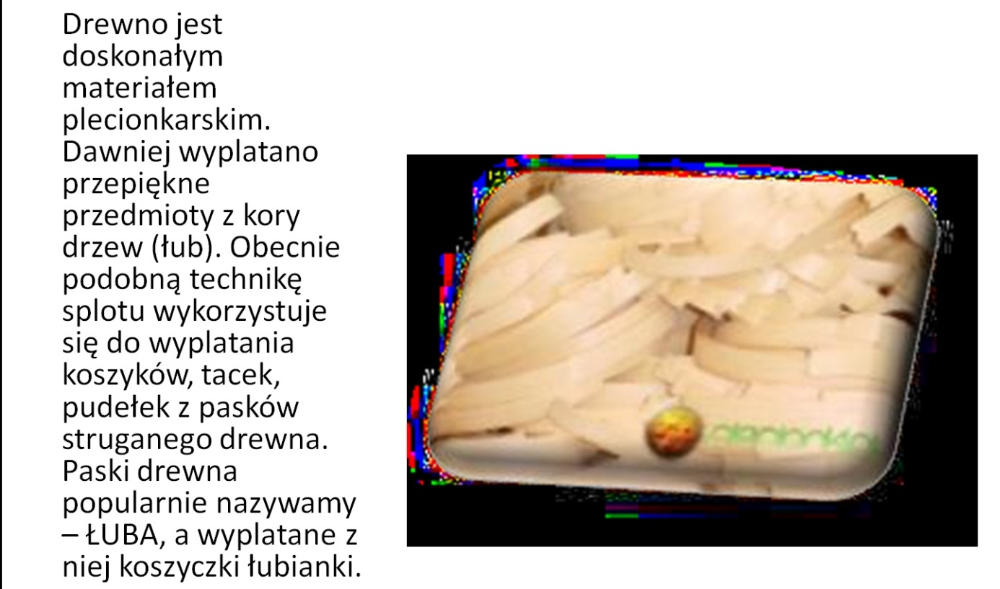 Drewno jest
doskonałym
materiałem
plecionkarskim.
Dawniej wyplatano
przepiękne
przedmioty z kory
drzew (łub). Obecnie
podobną technikę
splotu wykorzystuje
się do wyplatania
koszyków, tacek,
pudełek z pasków
struganego drewna.
Paski drewna
popularnie nazywamy
– ŁUBA, a wyplatane z
niej koszyczki łubianki.